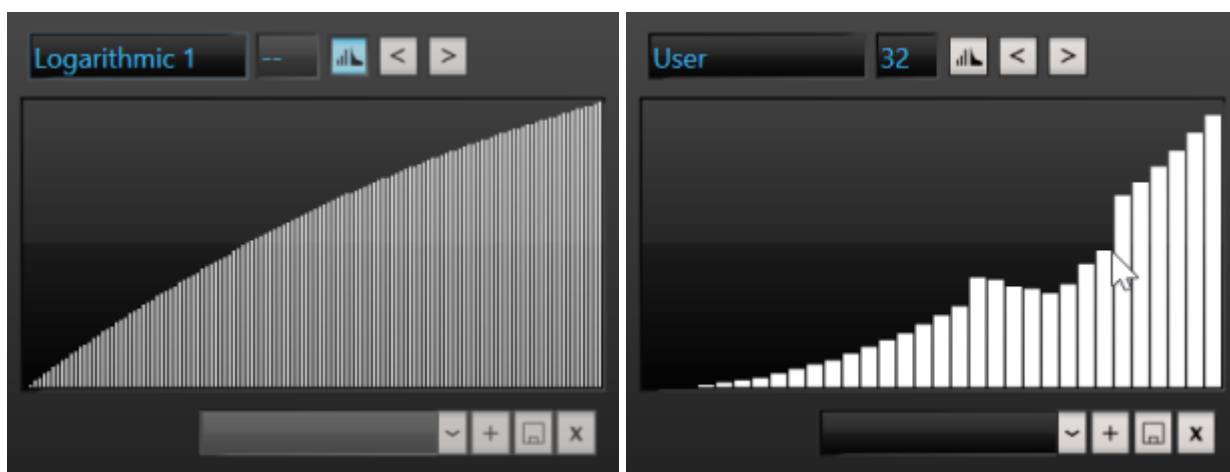 Logarithmic 1 -- < >
User 32 < >
+ x
+ x